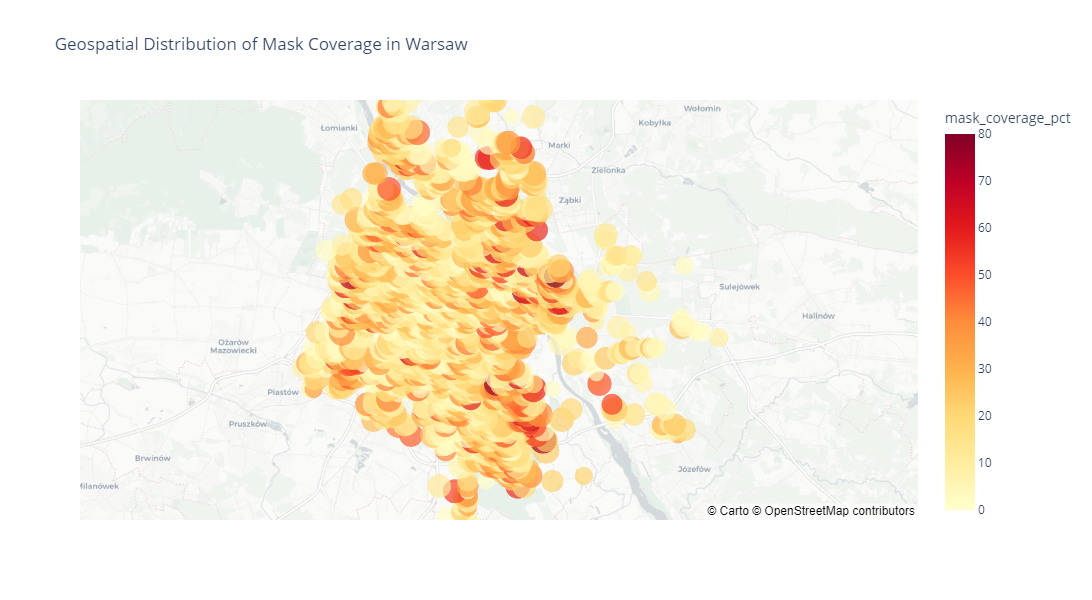 Geospatial Distribution of Mask Coverage in Warsaw
mask_coverage_pct
80
70
60
50
40
30
20
10
0
Wołomin
Kobyłka
Łomianki
Marki
Zielonka
Ząbki
Sulejówek
Halinów
Ożarów
Mazowiecki
Piastów
Pruszków
Brwinów
Milanówek
Józefów
© Carto © OpenStreetMap contributors